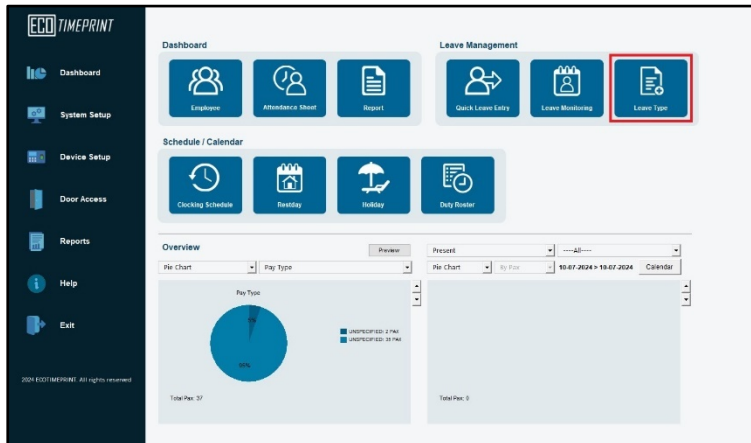 ECO TIMEPRINT
Dashboard
System Setup
Device Setup
Door Access
Reports
Help
Exit
2024 ECOTIMEPRINT. All rights reserved
Dashboard
Employee
Attendance Sheet
Report
Leave Management
Quick Leave Entry
Leave Monitoring
Leave Type
Schedule / Calendar
Clocking Schedule
Restday
Holiday
Duty Roster
Overview
Preview
Pie Chart
Pay Type
Pay Type
5%
95%
UNSPECIFIED: 2 PAX
UNSPECIFIED: 35 PAX
Total Pax: 37
Present
----All----
Pie Chart
By Pax
10-07-2024 > 10-07-2024
Calendar
Total Pax: 0